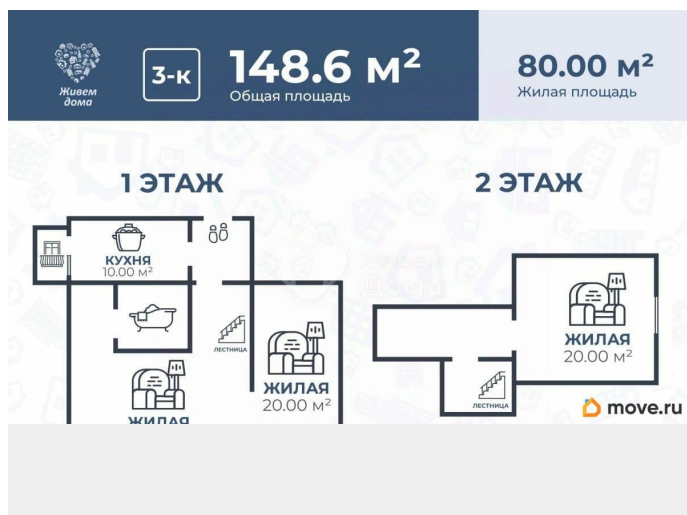 Живем
дома
3-к
148.6 м²
Общая площадь
80.00 м²
Жилая площадь
1 ЭТАЖ
2 ЭТАЖ
КУХНЯ
10.00 м²
ЛЕСТНИЦА
ЖИЛАЯ
20.00 м²
ЖИЛАЯ
ЖИЛАЯ
20.00 м²
ЛЕСТНИЦА
move.ru